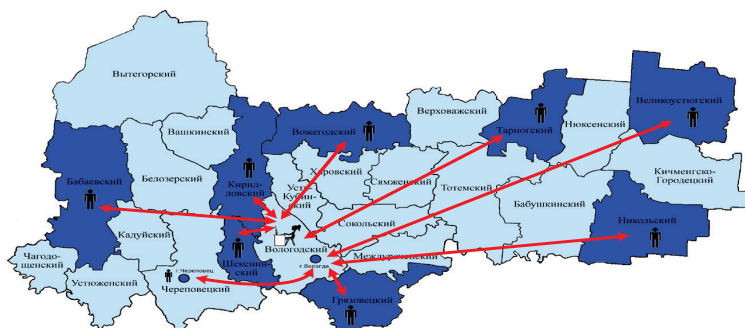 Вытегорский
Верховажский
Великоустюгский
Вашкинский
Вожегодский
Тарногский
Нюксенский
Бабаевский
Белозерский
Кирил-
ловский
Харовский
Сямженский
Кичменгско-
Городецкий
Усть-
Кубин-
ский
Тотемский
Бабушкинский
Кадуйский
Сокольский
Никольский
Вологодский
Междуреченский
Чагодо-
щенский
Шекснин-
ский
г.Череповец
г.Вологда
Устюженский
Череповецкий
Грязовецкий